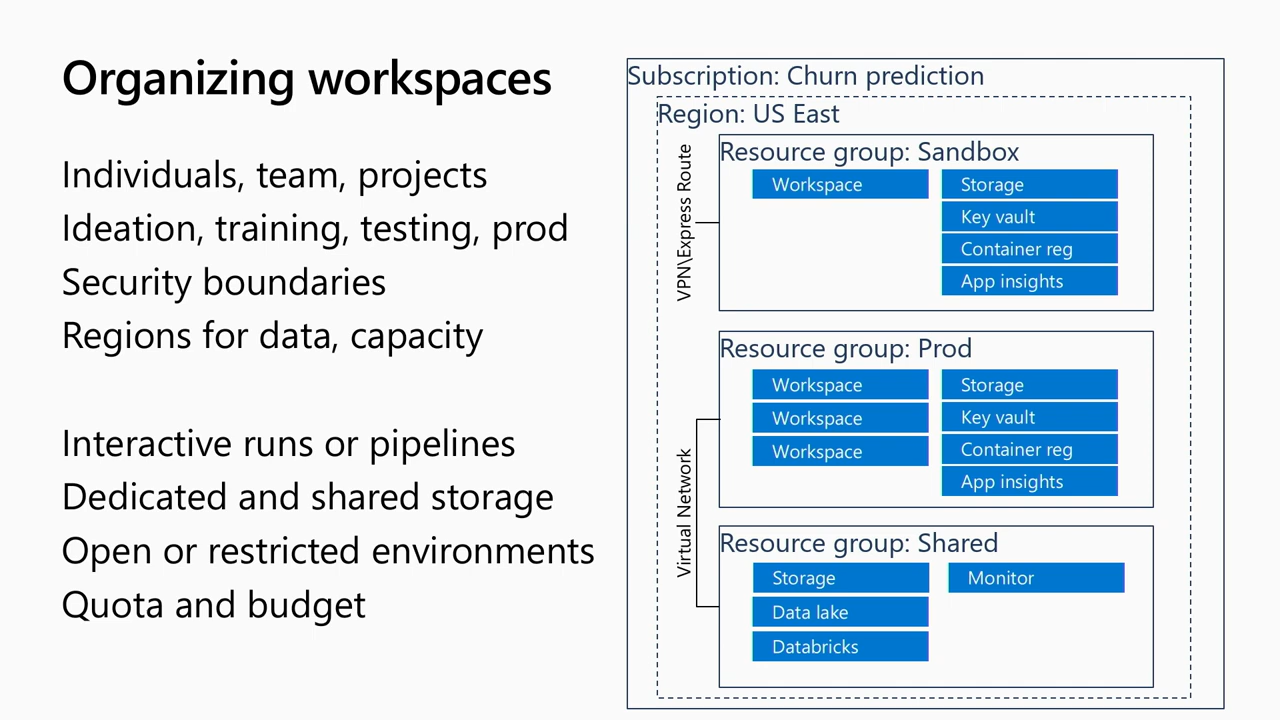 Organizing workspaces
Individuals, team, projects
Ideation, training, testing, prod
Security boundaries
Regions for data, capacity
Interactive runs or pipelines
Dedicated and shared storage
Open or restricted environments
Quota and budget
Subscription: Churn prediction
Region: US East
VPN\Express Route
Resource group: Sandbox
Workspace
Storage
Key vault
Container reg
App insights
Virtual Network
Resource group: Prod
Workspace
Workspace
Workspace
Storage
Key vault
Container reg
App insights
Resource group: Shared
Storage
Data lake
Databricks
Monitor